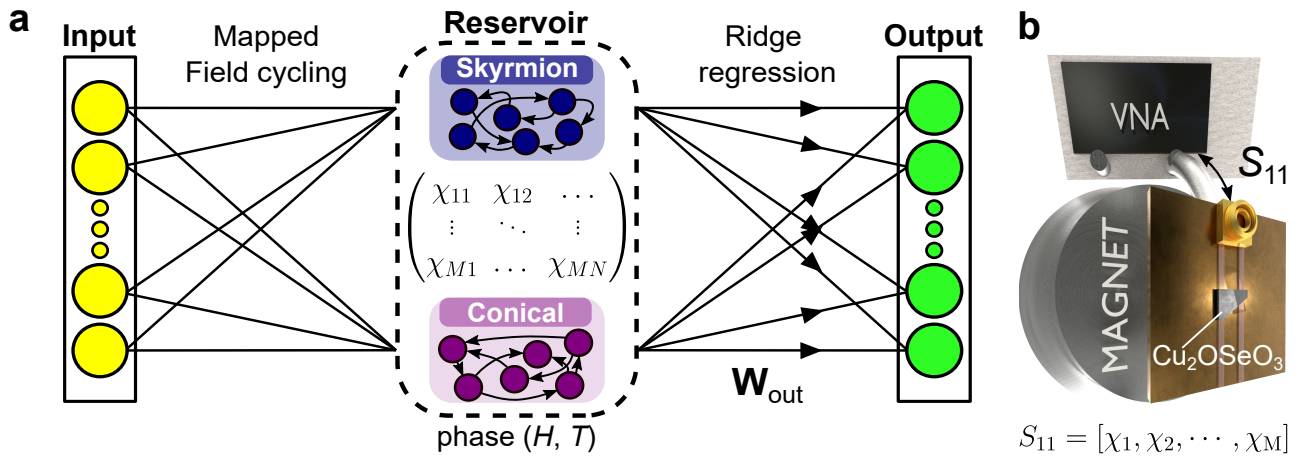 a
Input
Mapped
Field cycling
Reservoir
Skyrmion
χ11 χ12 ...
⋮ ⋱ ⋮
χM1 ... χMN
Conical
phase (H, T)
Ridge
regression
Wout
Output
b
VNA
S11
MAGNET
Cu2OSeO3
S11 = [χ1, χ2, ⋯ , χM]